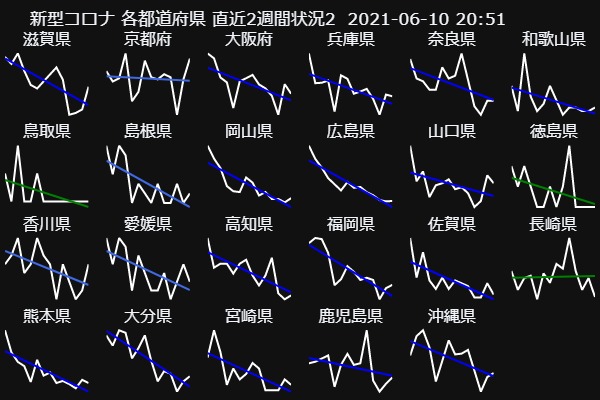 新型コロナ 各都道府県 直近2週間状況2 2021-06-10 20:51
滋賀県 京都府 大阪府 兵庫県 奈良県 和歌山県
鳥取県 島根県 岡山県 広島県 山口県 徳島県
香川県 愛媛県 高知県 福岡県 佐賀県 長崎県
熊本県 大分県 宮崎県 鹿児島県 沖縄県